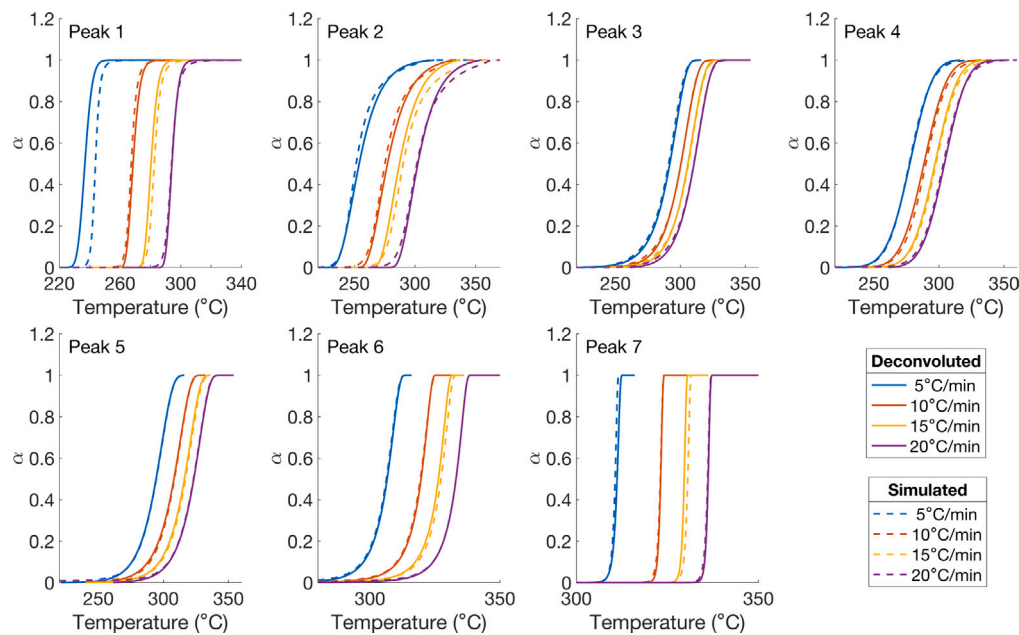 Peak 1
1.2
1
0.8
0.6
0.4
0.2
0
α
220 260 300 340
Temperature (°C)
Peak 2
1.2
1
0.8
0.6
0.4
0.2
0
α
250 300 350
Temperature (°C)
Peak 3
1.2
1
0.8
0.6
0.4
0.2
0
α
250 300 350
Temperature (°C)
Peak 4
1.2
1
0.8
0.6
0.4
0.2
0
α
250 300 350
Temperature (°C)
Peak 5
1.2
1
0.8
0.6
0.4
0.2
0
α
250 300 350
Temperature (°C)
Peak 6
1.2
1
0.8
0.6
0.4
0.2
0
α
300 350
Temperature (°C)
Peak 7
1.2
1
0.8
0.6
0.4
0.2
0
α
300 350
Temperature (°C)
Deconvoluted
5°C/min
10°C/min
15°C/min
20°C/min
Simulated
5°C/min
10°C/min
15°C/min
20°C/min